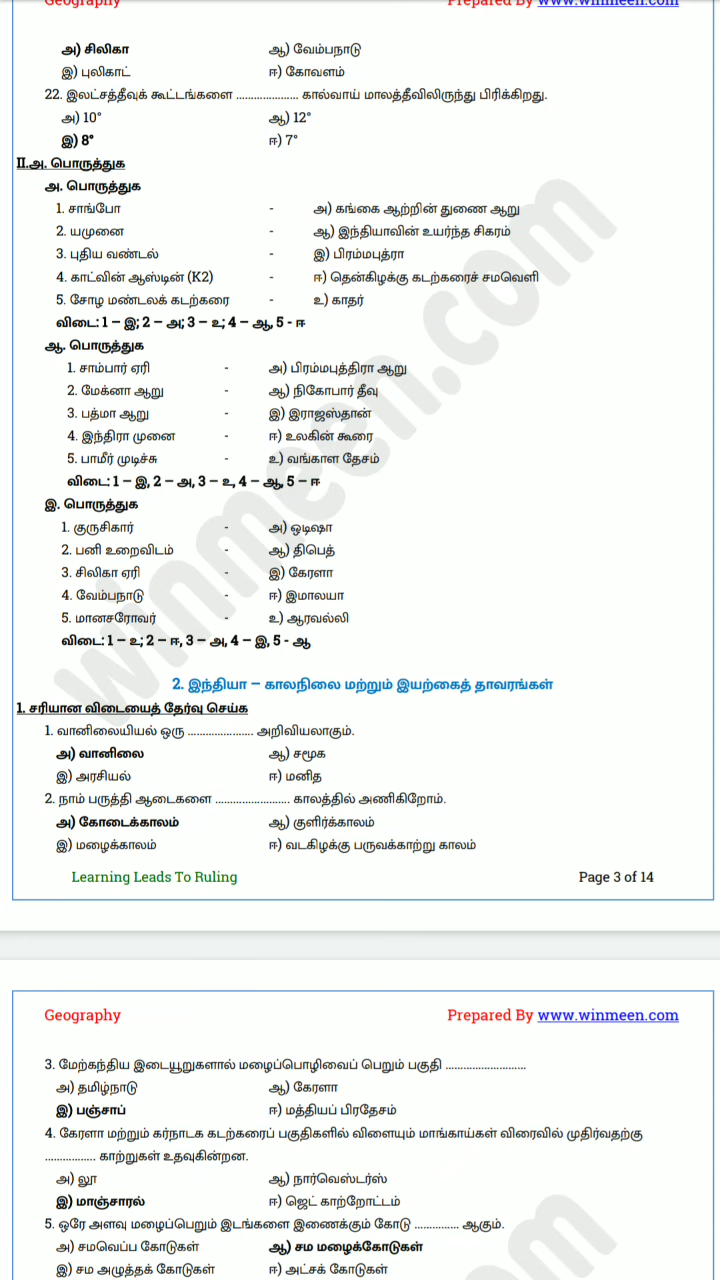 Geography Prepared By www.winmeen.com
அ) சிலிகா ஆ) வேம்பநாடு
இ) புலிகாட் ஈ) கோவளம்
22. இலட்சத்தீவுக் கூட்டங்களை ..................... கால்வாய் மாலத்தீவிலிருந்து பிரிக்கிறது.
அ) 10° ஆ) 12°
இ) 8° ஈ) 7°
II.அ. பொருத்துக
அ. பொருத்துக
1. சாங்போ - அ) கங்கை ஆற்றின் துணை ஆறு
2. யமுனை - ஆ) இந்தியாவின் உயர்ந்த சிகரம்
3. புதிய வண்டல் - இ) பிரம்மபுத்ரா
4. காட்வின் ஆஸ்டின் (K2) - ஈ) தென்கிழக்கு கடற்கரைச் சமவெளி
5. சோழ மண்டலக் கடற்கரை - உ) காதர்
விடை: 1 – இ; 2 – அ; 3 – உ; 4 – ஆ, 5 - ஈ
ஆ. பொருத்துக
1. சாம்பார் ஏரி - அ) பிரம்மபுத்திரா ஆறு
2. மேக்னா ஆறு - ஆ) நிகோபார் தீவு
3. பத்மா ஆறு - இ) இராஜஸ்தான்
4. இந்திரா முனை - ஈ) உலகின் கூரை
5. பாமீர் முடிச்சு - உ) வங்காள தேசம்
விடை: 1 – இ, 2 – அ, 3 – உ, 4 – ஆ, 5 – ஈ
இ. பொருத்துக
1. குருசிகார் - அ) ஒடிஷா
2. பனி உறைவிடம் - ஆ) திபெத்
3. சிலிகா ஏரி - இ) கேரளா
4. வேம்பநாடு - ஈ) இமாலயா
5. மானசரோவர் - உ) ஆரவல்லி
விடை: 1 – உ; 2 – ஈ, 3 – அ, 4 – இ, 5 - ஆ
2. இந்தியா – காலநிலை மற்றும் இயற்கைத் தாவரங்கள்
1. சரியான விடையைத் தேர்வு செய்க
1. வானிலையியல் ஒரு ...................... அறிவியலாகும்.
அ) வானிலை ஆ) சமூக
இ) அரசியல் ஈ) மனித
2. நாம் பருத்தி ஆடைகளை ......................... காலத்தில் அணிகிறோம்.
அ) கோடைக்காலம் ஆ) குளிர்க்காலம்
இ) மழைக்காலம் ஈ) வடகிழக்கு பருவக்காற்று காலம்
Learning Leads To Ruling Page 3 of 14
winmeen.com
Geography Prepared By www.winmeen.com
3. மேற்கந்திய இடையூறுகளால் மழைப்பொழிவைப் பெறும் பகுதி ...........................
அ) தமிழ்நாடு ஆ) கேரளா
இ) பஞ்சாப் ஈ) மத்தியப் பிரதேசம்
4. கேரளா மற்றும் கர்நாடக கடற்கரைப் பகுதிகளில் விளையும் மாங்காய்கள் விரைவில் முதிர்வதற்கு
................. காற்றுகள் உதவுகின்றன.
அ) லூ ஆ) நார்வெஸ்டர்ஸ்
இ) மாஞ்சாரல் ஈ) ஜெட் காற்றோட்டம்
5. ஒரே அளவு மழைப்பெறும் இடங்களை இணைக்கும் கோடு ............... ஆகும்.
அ) சமவெப்ப கோடுகள் ஆ) சம மழைக்கோடுகள்
இ) சம அழுத்தக் கோடுகள் ஈ) அட்சக் கோடுகள்
om